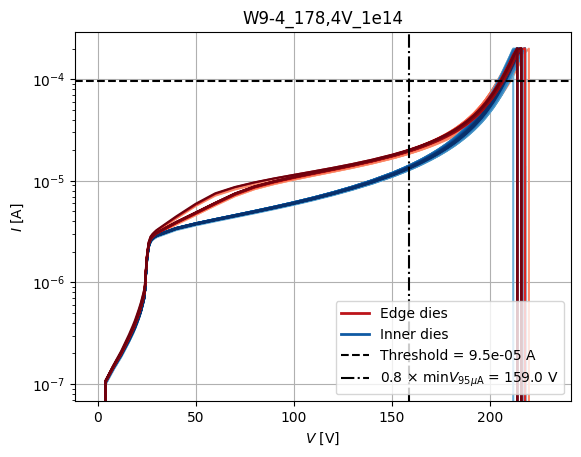 W9-4_178,4V_1e14
I [A]
10⁻⁴
10⁻⁵
10⁻⁶
10⁻⁷
Edge dies
Inner dies
Threshold = 9.5e-05 A
0.8 × minV₉₅μA = 159.0 V
0 50 100 150 200
V [V]